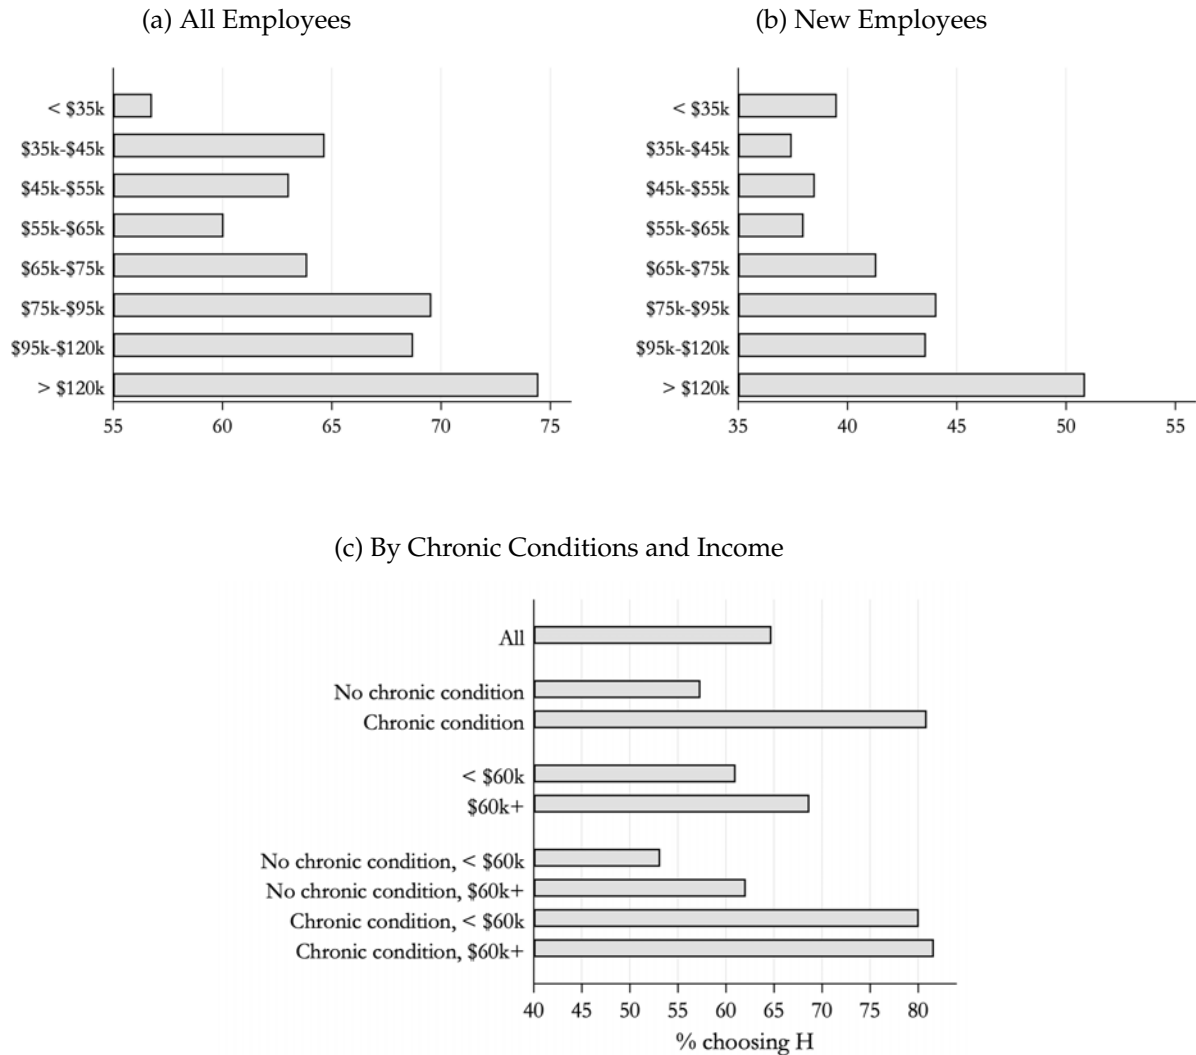 (a) All Employees
< $35k
$35k-$45k
$45k-$55k
$55k-$65k
$65k-$75k
$75k-$95k
$95k-$120k
> $120k
55 60 65 70 75
(b) New Employees
< $35k
$35k-$45k
$45k-$55k
$55k-$65k
$65k-$75k
$75k-$95k
$95k-$120k
> $120k
35 40 45 50 55
(c) By Chronic Conditions and Income
All
No chronic condition
Chronic condition
< $60k
$60k+
No chronic condition, < $60k
No chronic condition, $60k+
Chronic condition, < $60k
Chronic condition, $60k+
40 45 50 55 60 65 70 75 80
% choosing H